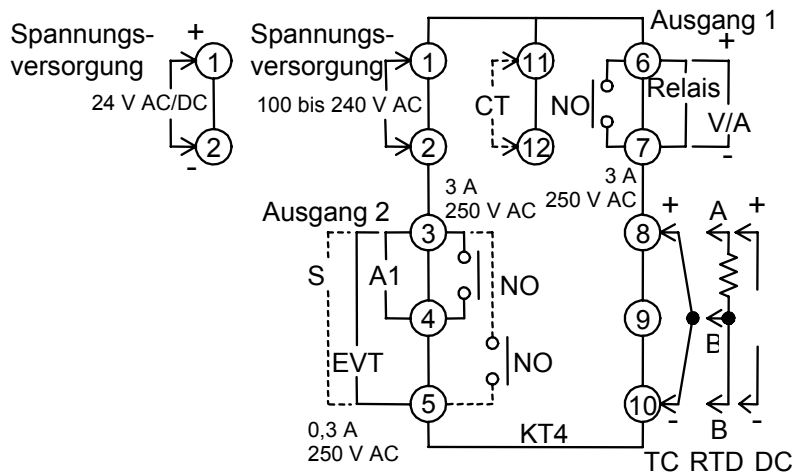 Ausgang 1
Spannungs-
versorgung
+
1
24 V AC/DC
2
-
Spannungs-
versorgung
1
100 bis 240 V AC
2
11
CT
12
6
NO
Relais
+
V/A
-
7
3 A
250 V AC
3 A
250 V AC
Ausgang 2
3
S
A1
NO
4
EVT
NO
5
0,3 A
250 V AC
KT4
+
8
9
10
-
A
B
B
+
-
TC RTD DC